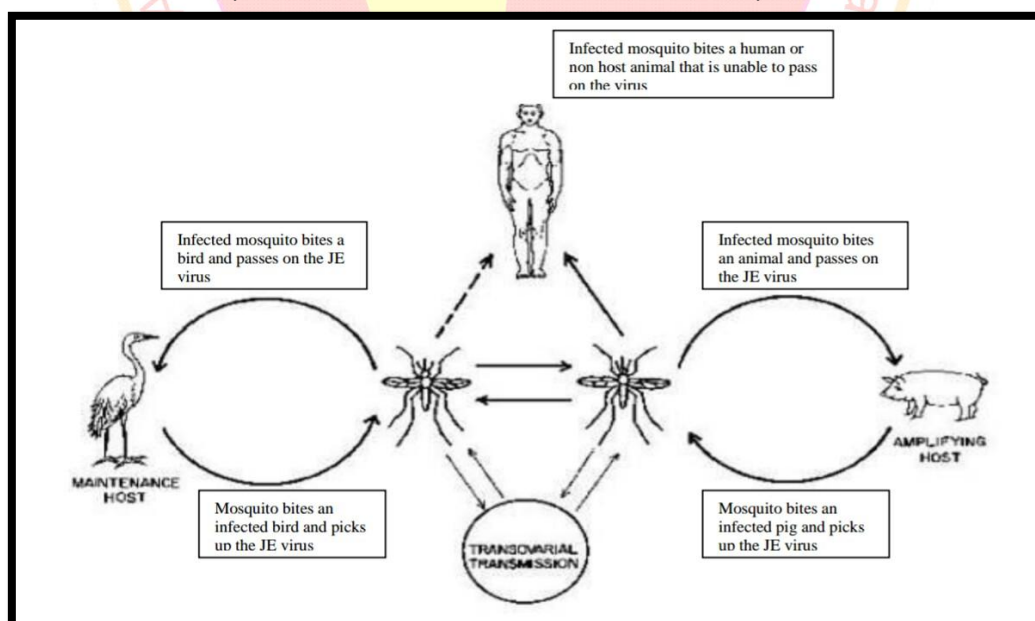 Infected mosquito bites a human or
non host animal that is unable to pass
on the virus
Infected mosquito bites a
bird and passes on the JE
virus
Infected mosquito bites
an animal and passes on
the JE virus
MAINTENANCE
HOST
AMPLIFYING
HOST
Mosquito bites an
infected bird and picks
up the JE virus
Mosquito bites an
infected pig and picks
up the JE virus
TRANSOVARIAL
TRANSMISSION